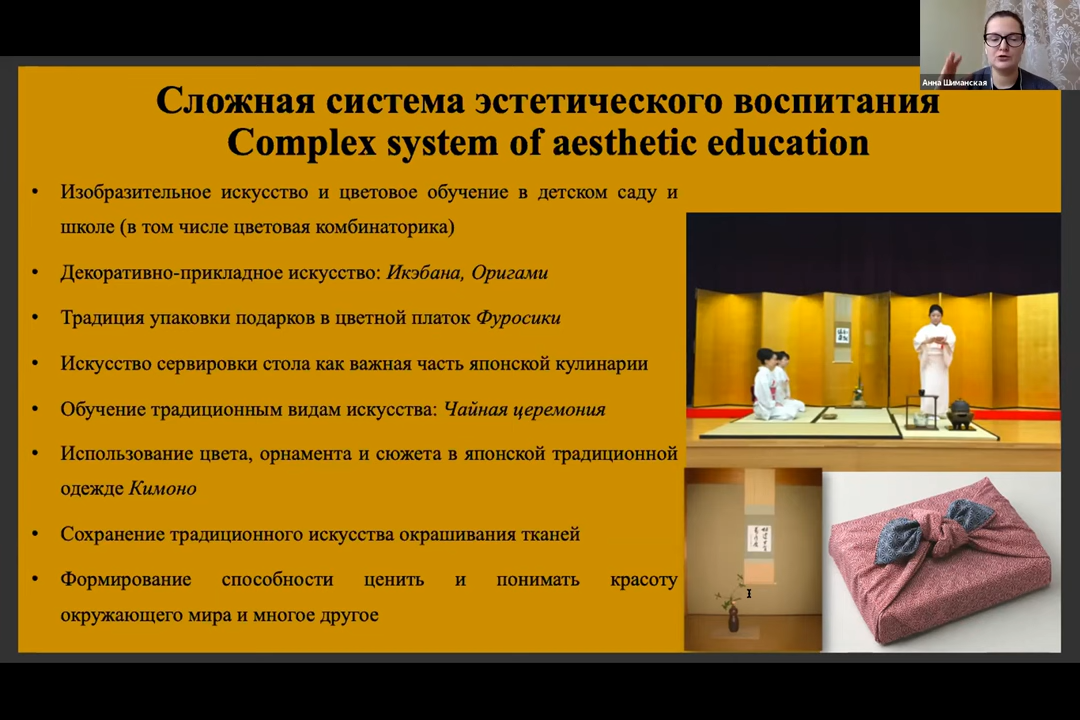 Анна Шиманская
Сложная система эстетического воспитания
Complex system of aesthetic education
• Изобразительное искусство и цветовое обучение в детском саду и
школе (в том числе цветовая комбинаторика)
• Декоративно-прикладное искусство: Икэбана, Оригами
• Традиция упаковки подарков в цветной платок Фуросики
• Искусство сервировки стола как важная часть японской кулинарии
• Обучение традиционным видам искусства: Чайная церемония
• Использование цвета, орнамента и сюжета в японской традиционной
одежде Кимоно
• Сохранение традиционного искусства окрашивания тканей
• Формирование способности ценить и понимать красоту
окружающего мира и многое другое